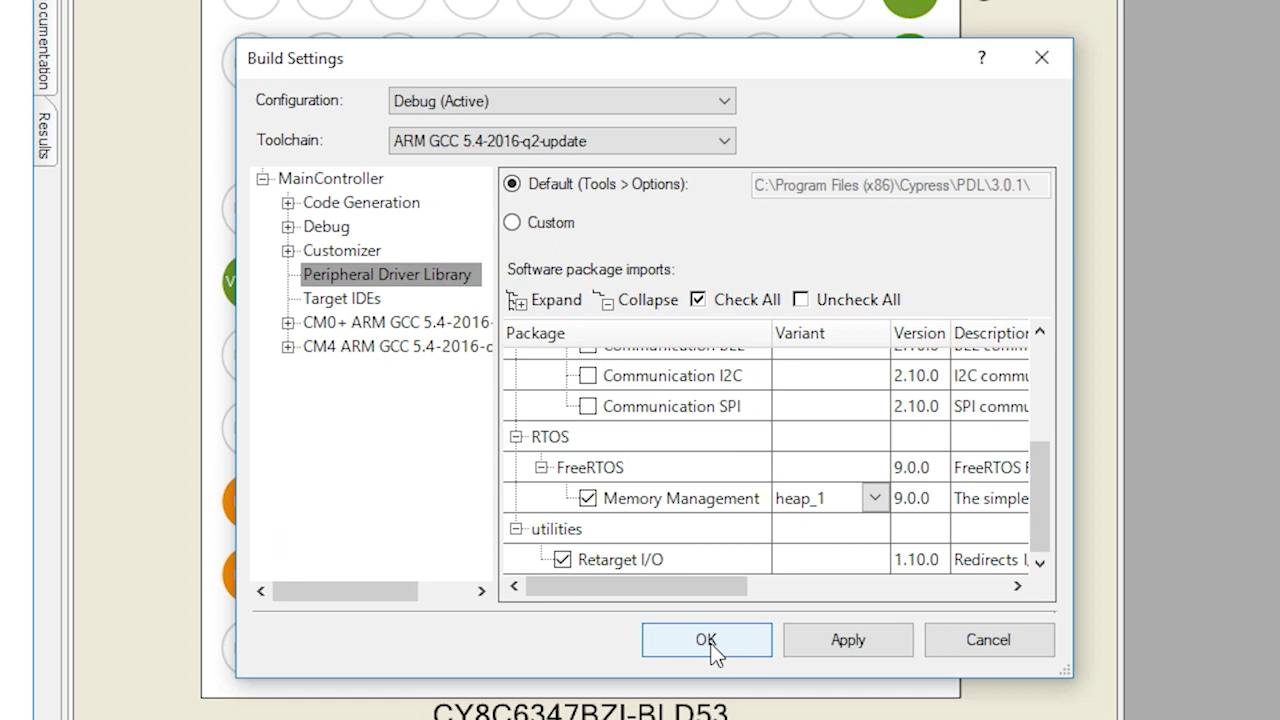 ocumentation
Results
Build Settings
?
Configuration:
Debug (Active)
Toolchain:
ARM GCC 5.4-2016-q2-update
MainController
Code Generation
Debug
Customizer
Peripheral Driver Library
Target IDEs
CM0+ ARM GCC 5.4-2016-
CM4 ARM GCC 5.4-2016-c
Default (Tools > Options):
C:\Program Files (x86)\Cypress\PDL\3.0.1\
Custom
Software package imports:
Expand Collapse Check All Uncheck All
Package Variant Version Description
Communication I2C 2.10.0 I2C commu
Communication SPI 2.10.0 SPI commu
RTOS
FreeRTOS 9.0.0 FreeRTOS F
Memory Management heap_1 9.0.0 The simple
utilities
Retarget I/O 1.10.0 Redirects I,
OK Apply Cancel
CY8C6347BZI-BLD53